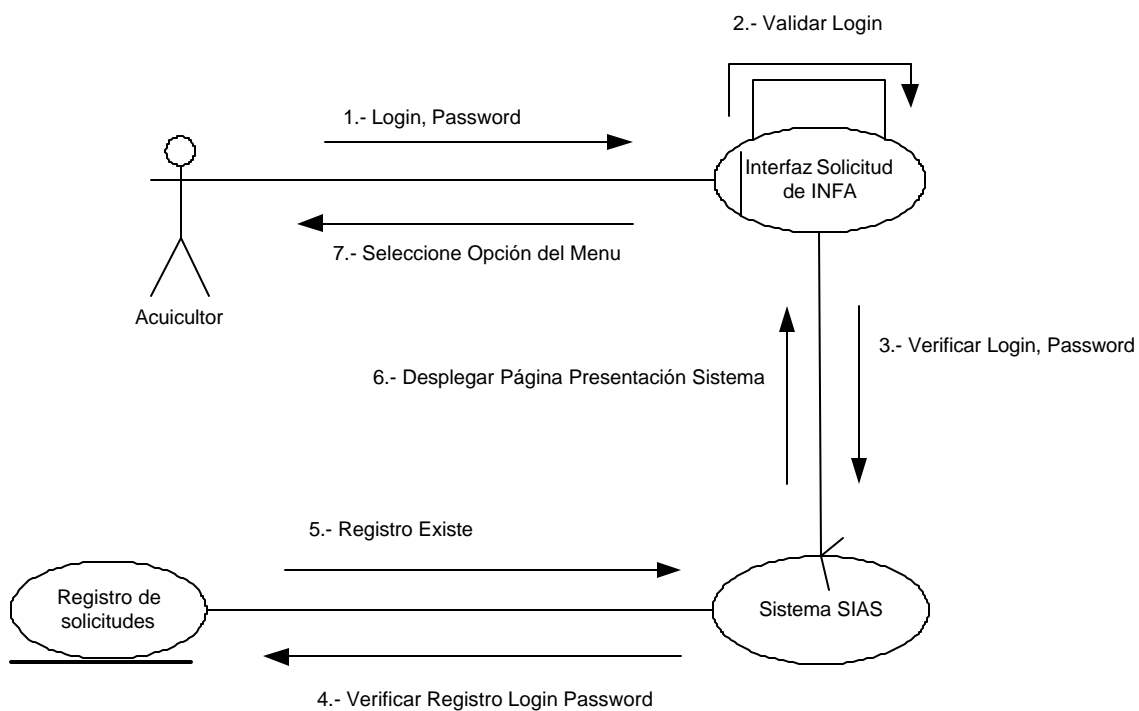 2.- Validar Login
1.- Login, Password
Interfaz Solicitud
de INFA
7.- Seleccione Opción del Menu
Acuicultor
3.- Verificar Login, Password
6.- Desplegar Página Presentación Sistema
5.- Registro Existe
Registro de
solicitudes
Sistema SIAS
4.- Verificar Registro Login Password